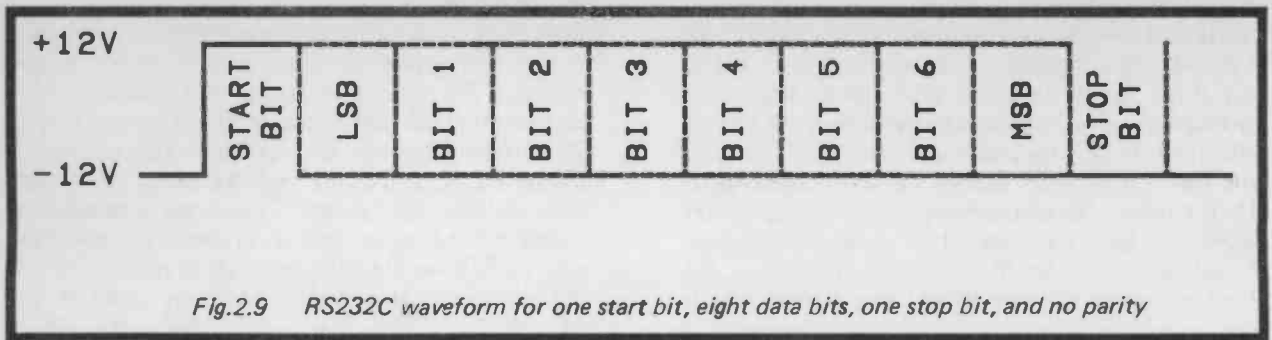 +12V
-12V
START
BIT
LSB
BIT 1
BIT 2
BIT 3
BIT 4
BIT 5
BIT 6
MSB
STOP
BIT
Fig.2.9 RS232C waveform for one start bit, eight data bits, one stop bit, and no parity